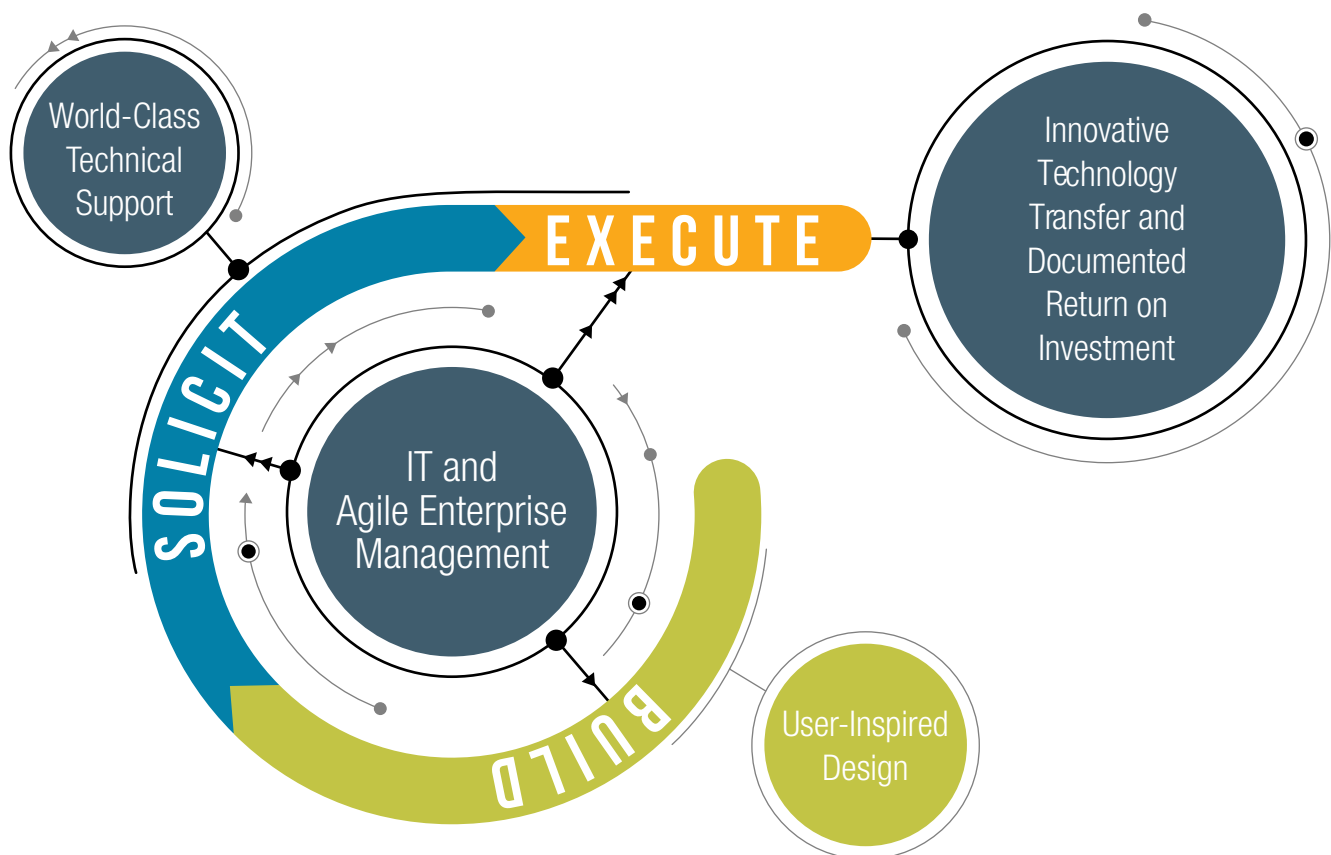 World-Class
Technical
Support
EXECUTE
Innovative
Technology
Transfer and
Documented
Return on
Investment
SOLICIT
IT and
Agile Enterprise
Management
BUILD
User-Inspired
Design